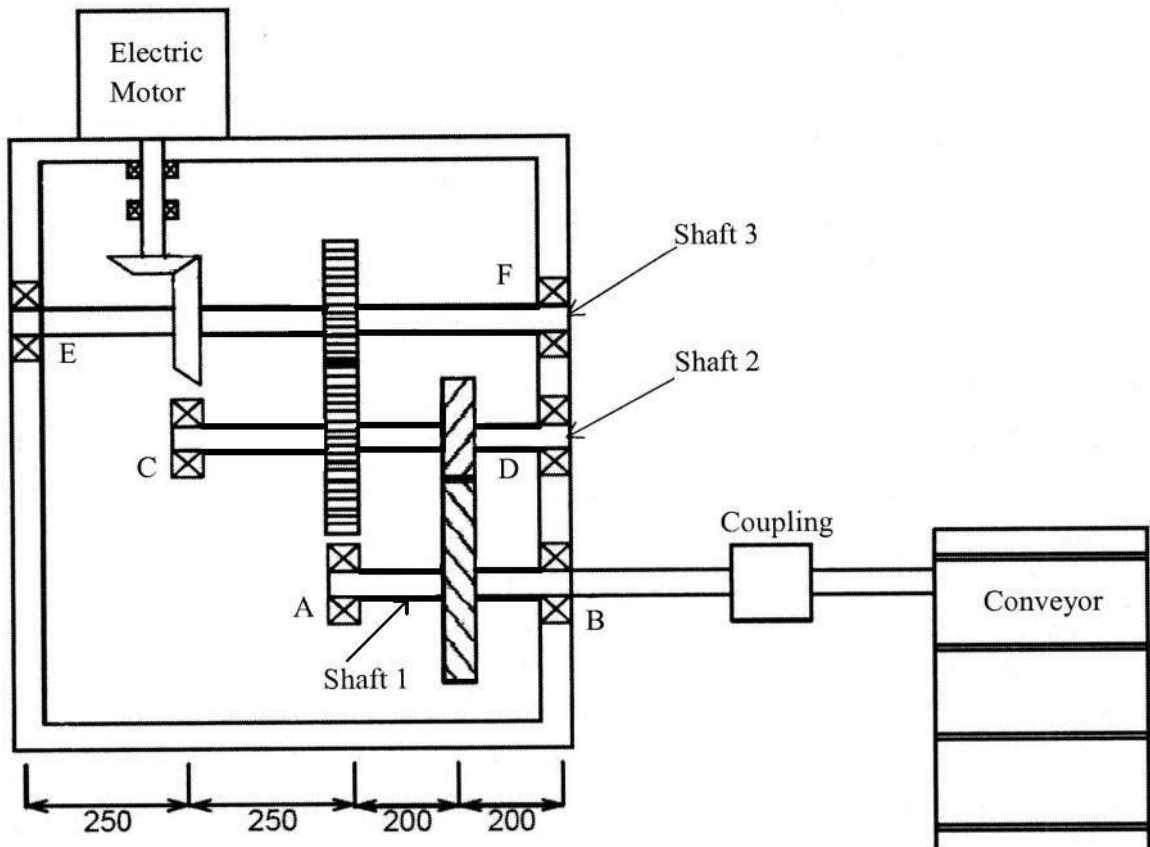 Electric
Motor
Shaft 3
F
E
Shaft 2
C
D
Coupling
A
B
Conveyor
Shaft 1
250
250
200
200